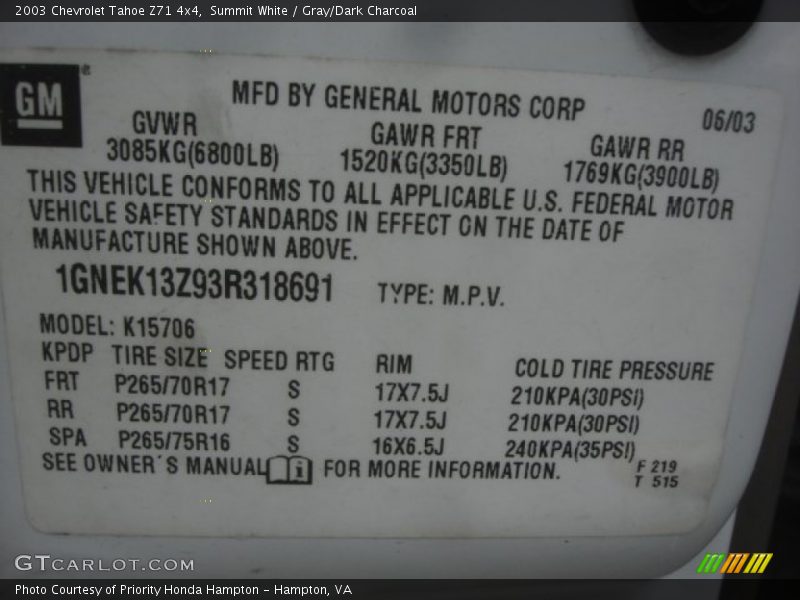 2003 Chevrolet Tahoe Z71 4x4, Summit White / Gray/Dark Charcoal
GM®
MFD BY GENERAL MOTORS CORP 06/03
GVWR GAWR FRT GAWR RR
3085KG(6800LB) 1520KG(3350LB) 1769KG(3900LB)
THIS VEHICLE CONFORMS TO ALL APPLICABLE U.S. FEDERAL MOTOR
VEHICLE SAFETY STANDARDS IN EFFECT ON THE DATE OF
MANUFACTURE SHOWN ABOVE.
1GNEK13Z93R318691 TYPE: M.P.V.
MODEL: K15706
KPDP TIRE SIZE SPEED RTG RIM COLD TIRE PRESSURE
FRT P265/70R17 S 17X7.5J 210KPA(30PSI)
RR P265/70R17 S 17X7.5J 210KPA(30PSI)
SPA P265/75R16 S 16X6.5J 240KPA(35PSI)
SEE OWNER´S MANUAL i FOR MORE INFORMATION.
F 219
T 515
GTCARLOT.COM
Photo Courtesy of Priority Honda Hampton - Hampton, VA